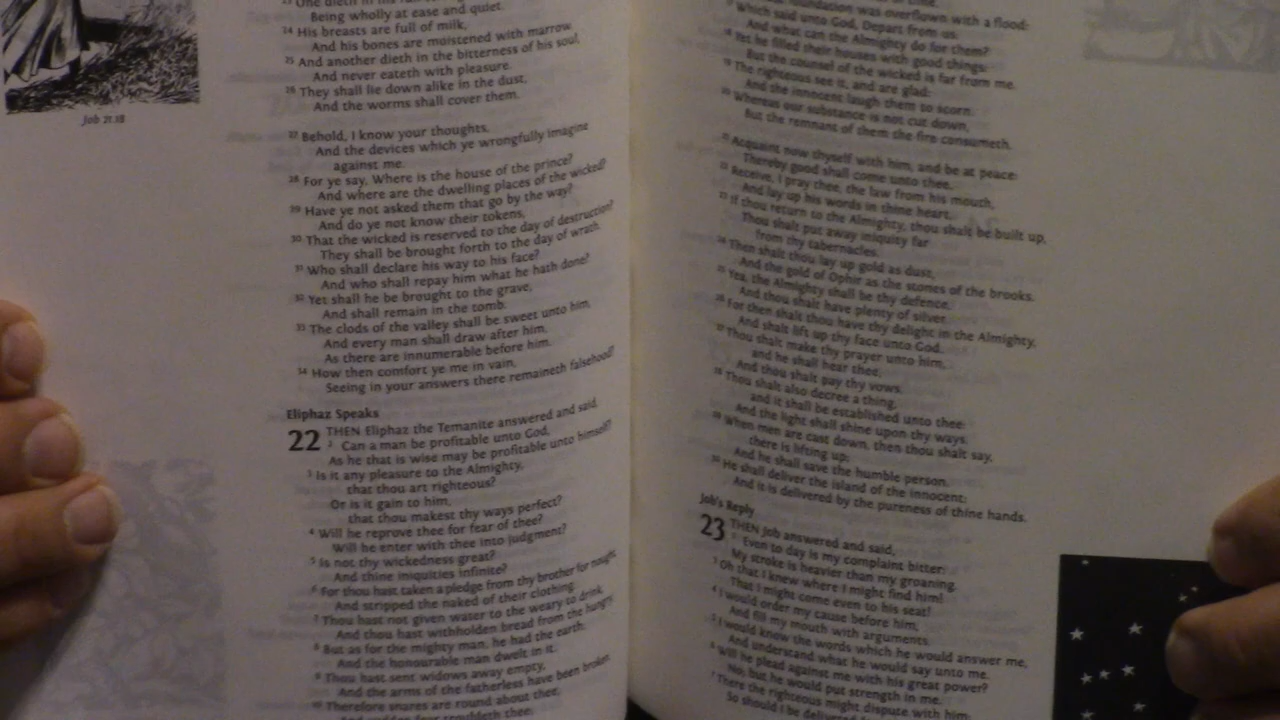 Job 21.18
Being wholly at ease and quiet.
24 His breasts are full of milk,
And his bones are moistened with marrow.
25 And another dieth in the bitterness of his soul,
And never eateth with pleasure.
26 They shall lie down alike in the dust,
And the worms shall cover them.
27 Behold, I know your thoughts,
And the devices which ye wrongfully imagine
against me.
28 For ye say, Where is the house of the prince?
And where are the dwelling places of the wicked?
29 Have ye not asked them that go by the way?
And do ye not know their tokens,
30 That the wicked is reserved to the day of destruction?
They shall be brought forth to the day of wrath.
31 Who shall declare his way to his face?
And who shall repay him what he hath done?
32 Yet shall he be brought to the grave,
And shall remain in the tomb.
33 The clods of the valley shall be sweet unto him,
And every man shall draw after him,
As there are innumerable before him.
34 How then comfort ye me in vain,
Seeing in your answers there remaineth falsehood?
Eliphaz Speaks
22 THEN Eliphaz the Temanite answered and said,
2 Can a man be profitable unto God,
As he that is wise may be profitable unto himself?
3 Is it any pleasure to the Almighty,
that thou art righteous?
Or is it gain to him,
that thou makest thy ways perfect?
4 Will he reprove thee for fear of thee?
Will he enter with thee into judgment?
5 Is not thy wickedness great?
And thine iniquities infinite?
6 For thou hast taken a pledge from thy brother for nought,
And stripped the naked of their clothing.
7 Thou hast not given water to the weary to drink,
And thou hast withholden bread from the hungry.
8 But as for the mighty man, he had the earth;
And the honourable man dwelt in it.
9 Thou hast sent widows away empty,
And the arms of the fatherless have been broken
10 Therefore snares are round about thee,
And sudden fear troubleth thee;
foundation was overflown with a flood:
17 Which said unto God, Depart from us:
And what can the Almighty do for them?
18 Yet he filled their houses with good things:
But the counsel of the wicked is far from me.
19 The righteous see it, and are glad:
And the innocent laugh them to scorn.
20 Whereas our substance is not cut down,
But the remnant of them the fire consumeth.
21 Acquaint now thyself with him, and be at peace:
Thereby good shall come unto thee.
22 Receive, I pray thee, the law from his mouth,
And lay up his words in thine heart.
23 If thou return to the Almighty, thou shalt be built up,
Thou shalt put away iniquity far
from thy tabernacles.
24 Then shalt thou lay up gold as dust,
And the gold of Ophir as the stones of the brooks.
25 Yea, the Almighty shall be thy defence,
And thou shalt have plenty of silver.
26 For then shalt thou have thy delight in the Almighty,
And shalt lift up thy face unto God.
27 Thou shalt make thy prayer unto him,
and he shall hear thee,
And thou shalt pay thy vows.
28 Thou shalt also decree a thing,
and it shall be established unto thee:
And the light shall shine upon thy ways.
29 When men are cast down, then thou shalt say,
there is lifting up;
And he shall save the humble person.
30 He shall deliver the island of the innocent:
And it is delivered by the pureness of thine hands.
Job's Reply
23 THEN Job answered and said,
2 Even to day is my complaint bitter:
My stroke is heavier than my groaning.
3 Oh that I knew where I might find him!
That I might come even to his seat!
4 I would order my cause before him,
And fill my mouth with arguments.
5 I would know the words which he would answer me,
And understand what he would say unto me.
6 Will he plead against me with his great power?
No; but he would put strength in me.
7 There the righteous might dispute with him;
So should I be delivered